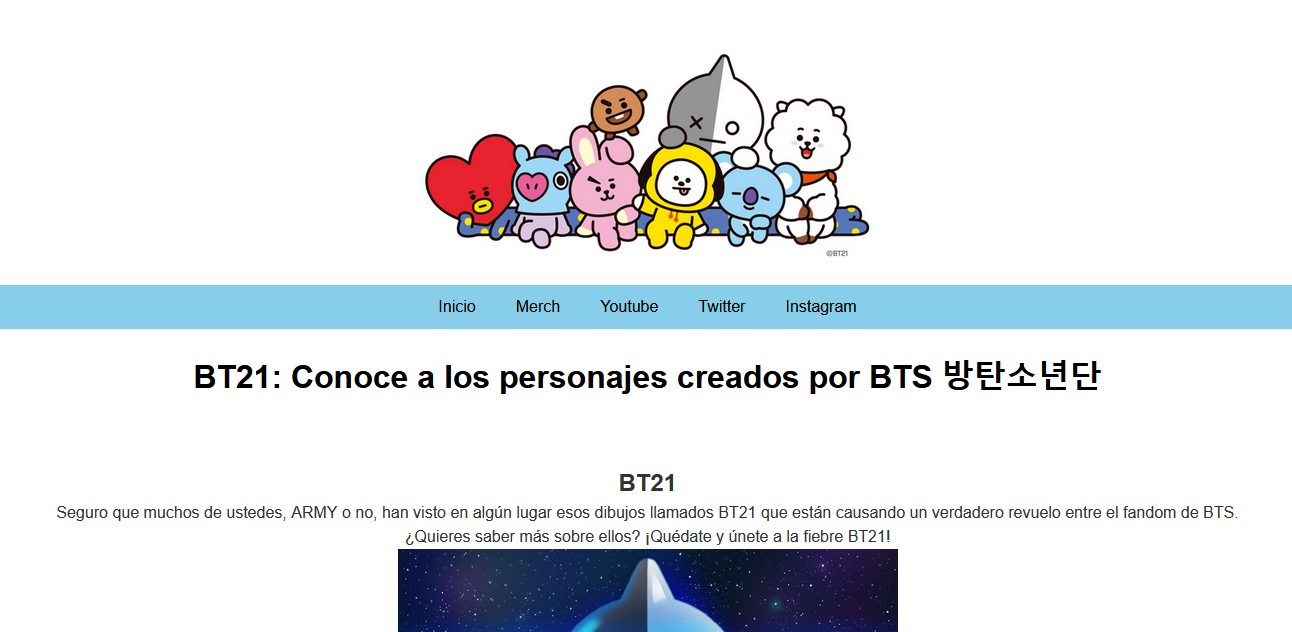 ©BT21
Inicio Merch Youtube Twitter Instagram
BT21: Conoce a los personajes creados por BTS 방탄소년단
BT21
Seguro que muchos de ustedes, ARMY o no, han visto en algún lugar esos dibujos llamados BT21 que están causando un verdadero revuelo entre el fandom de BTS.
¿Quieres saber más sobre ellos? ¡Quédate y únete a la fiebre BT21!